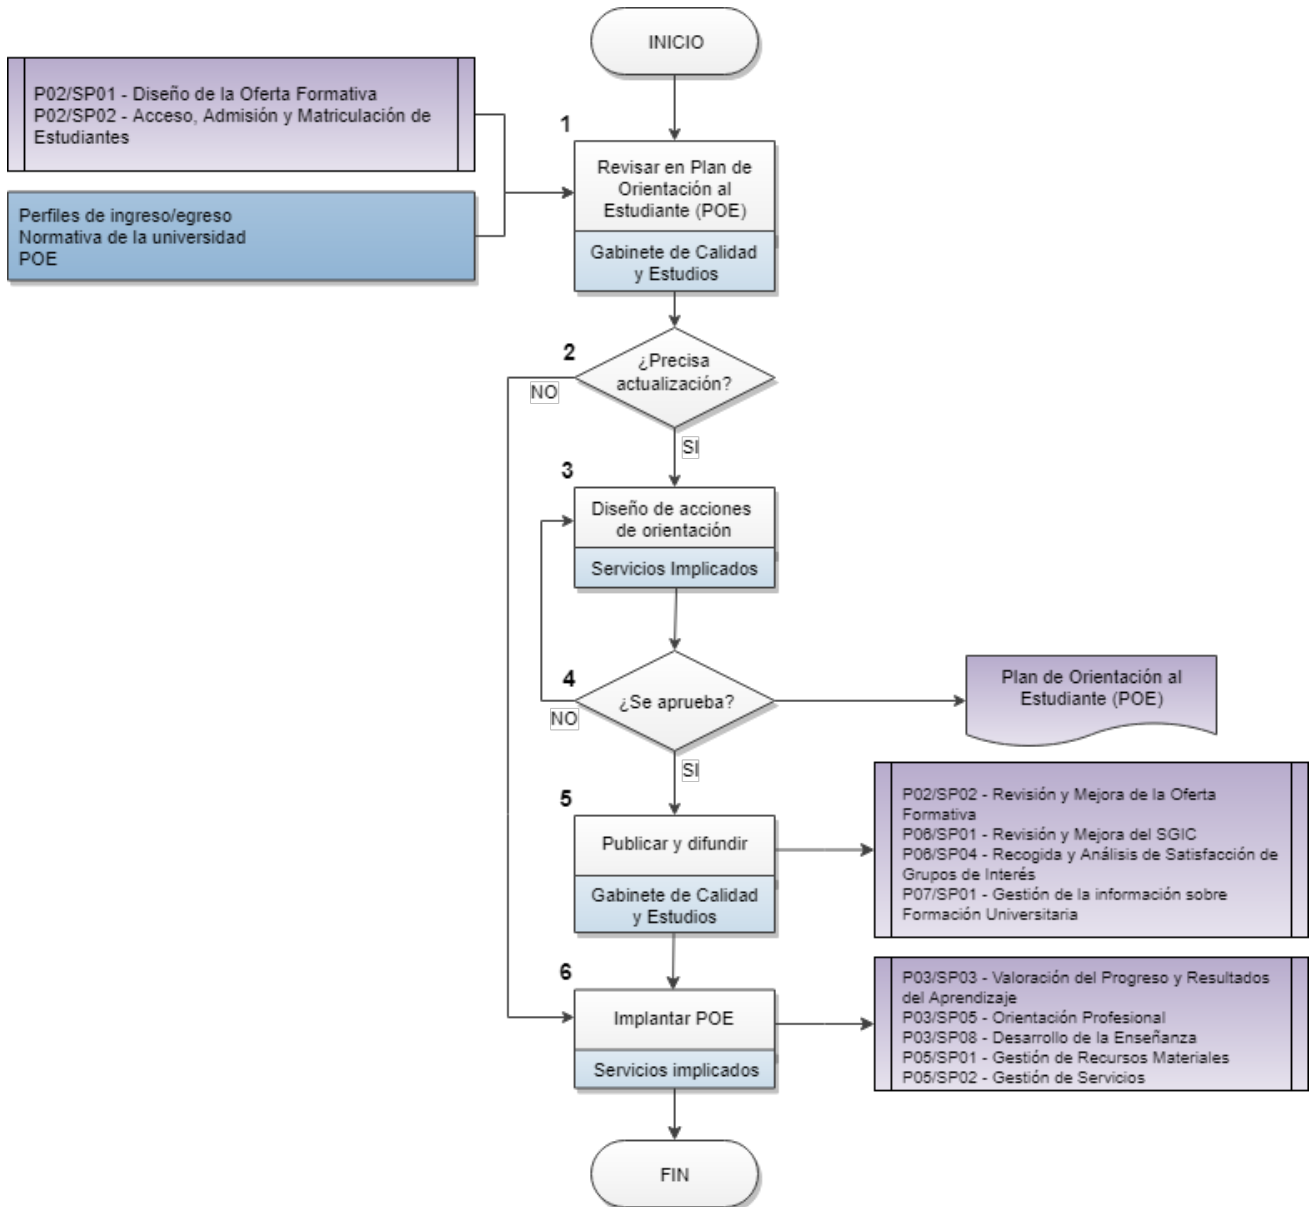 INICIO
P02/SP01 - Diseño de la Oferta Formativa
P02/SP02 - Acceso, Admisión y Matriculación de
Estudiantes
Perfiles de ingreso/egreso
Normativa de la universidad
POE
1
Revisar en Plan de
Orientación al
Estudiante (POE)
Gabinete de Calidad
y Estudios
2
¿Precisa
actualización?
NO
SI
3
Diseño de acciones
de orientación
Servicios Implicados
4
¿Se aprueba?
NO
SI
Plan de Orientación al
Estudiante (POE)
5
Publicar y difundir
Gabinete de Calidad
y Estudios
P02/SP02 - Revisión y Mejora de la Oferta
Formativa
P06/SP01 - Revisión y Mejora del SGIC
P06/SP04 - Recogida y Análisis de Satisfacción de
Grupos de Interés
P07/SP01 - Gestión de la información sobre
Formación Universitaria
6
Implantar POE
Servicios implicados
P03/SP03 - Valoración del Progreso y Resultados
del Aprendizaje
P03/SP05 - Orientación Profesional
P03/SP08 - Desarrollo de la Enseñanza
P05/SP01 - Gestión de Recursos Materiales
P05/SP02 - Gestión de Servicios
FIN